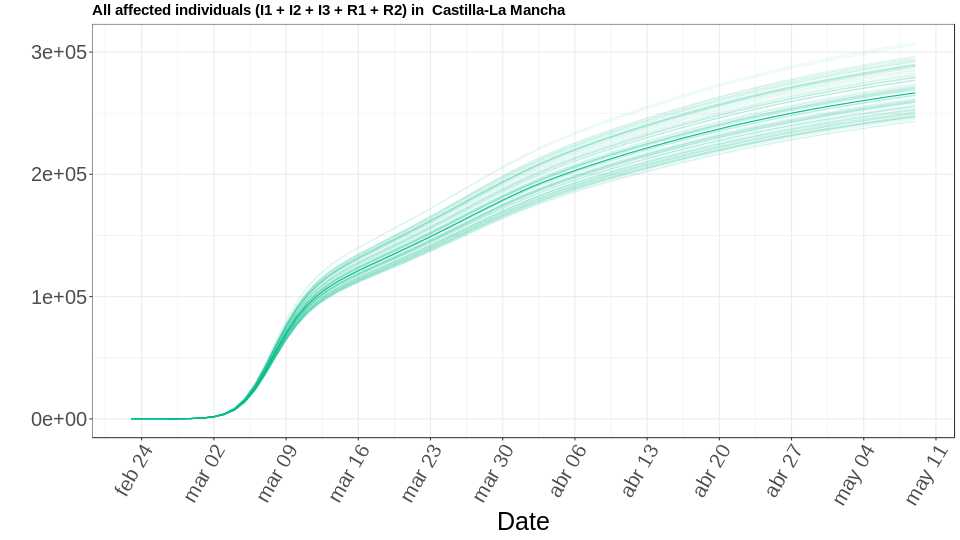 All affected individuals (I1 + I2 + I3 + R1 + R2) in  Castilla-La Mancha
3e+05
2e+05
1e+05
0e+00
feb 24
mar 02
mar 09
mar 16
mar 23
mar 30
abr 06
abr 13
abr 20
abr 27
may 04
may 11
Date